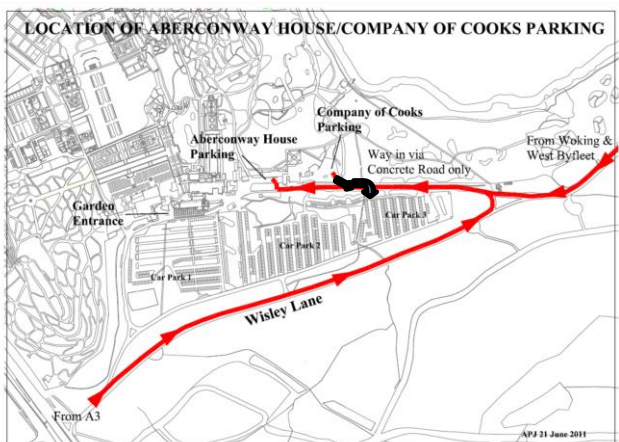 LOCATION OF ABERCONWAY HOUSE/COMPANY OF COOKS PARKING
Company of Cooks
Parking
Aberconway House
Parking
From Woking &
West Byfleet
Way in via
Concrete Road only
Garden
Entrance
Car Park 3
Car Park 2
Car Park 1
Wisley Lane
From A3
APJ 21 June 2011